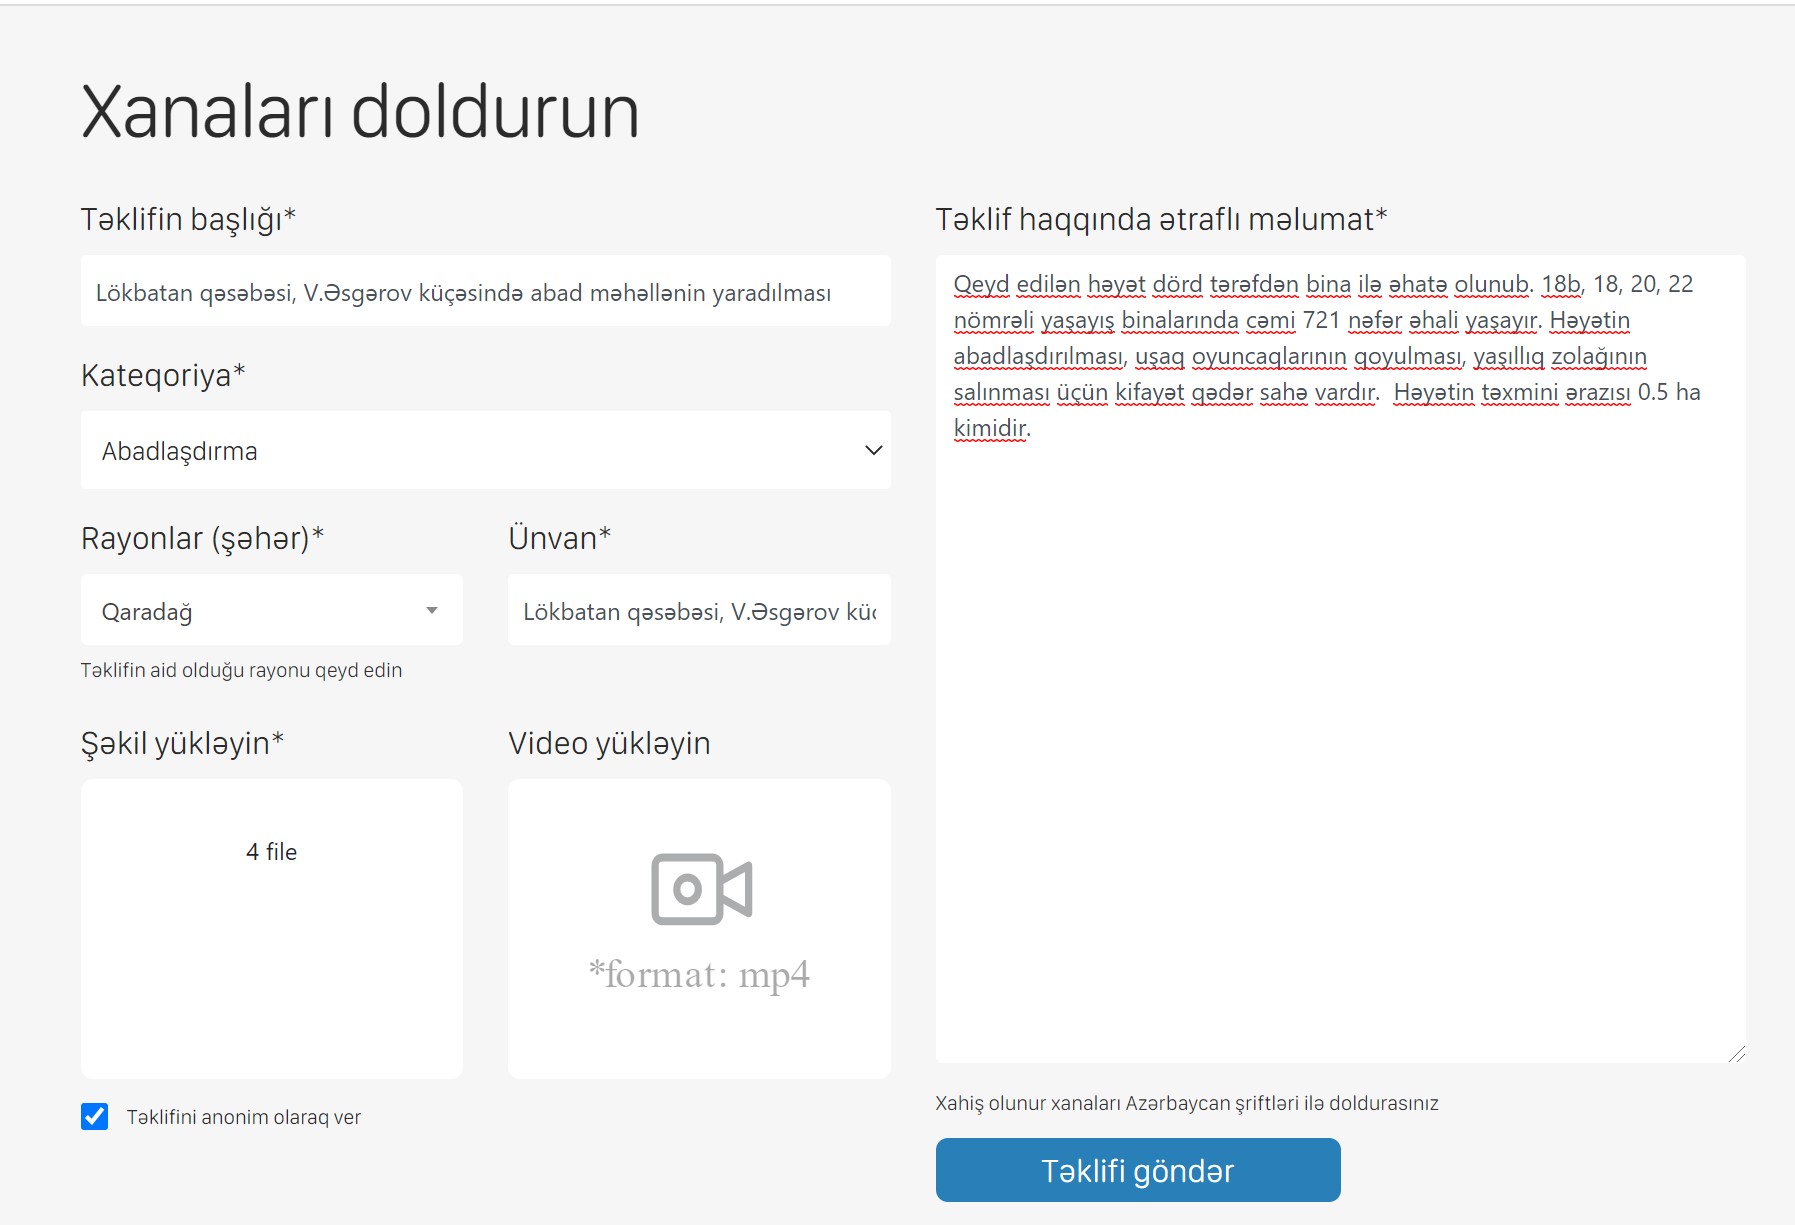 Xanaları doldurun
Təklifin başlığı*
Lökbatan qəsəbəsi, V.Əsgərov küçəsində abad məhəllənin yaradılması
Kateqoriya*
Abadlaşdırma
Rayonlar (şəhər)*
Qaradağ
Təklifin aid olduğu rayonu qeyd edin
Ünvan*
Lökbatan qəsəbəsi, V.Əsgərov küç
Şəkil yükləyin*
4 file
Video yükləyin
*format: mp4
Təklifini anonim olaraq ver
Təklif haqqında ətraflı məlumat*
Qeyd edilən həyət dörd tərəfdən bina ilə əhatə olunub. 18b, 18, 20, 22
nömrəli yaşayış binalarında cəmi 721 nəfər əhali yaşayır. Həyətin
abadlaşdırılması, uşaq oyuncaqlarının qoyulması, yaşıllıq zolağının
salınması üçün kifayət qədər sahə vardır.  Həyətin təxmini ərazisı 0.5 ha
kimidir.
Xahiş olunur xanaları Azərbaycan şriftləri ilə doldurasınız
Təklifi göndər